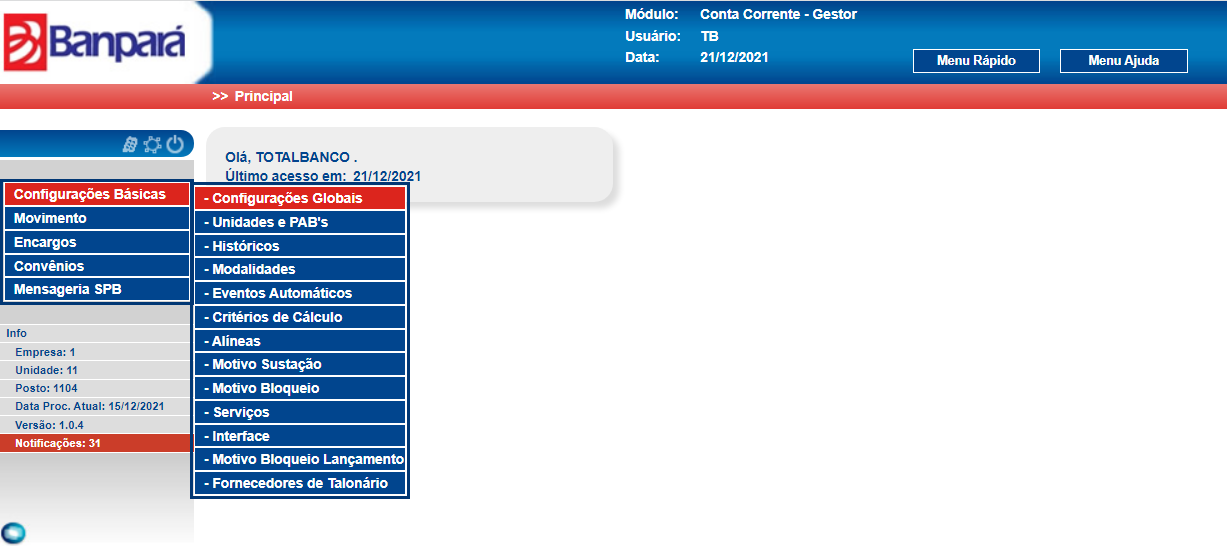 Banpará
Módulo: Conta Corrente - Gestor
Usuário: TB
Data: 21/12/2021
Menu Rápido
Menu Ajuda
>> Principal
Olá, TOTALBANCO .
Último acesso em: 21/12/2021
Configurações Básicas
Movimento
Encargos
Convênios
Mensageria SPB
- Configurações Globais
- Unidades e PAB's
- Históricos
- Modalidades
- Eventos Automáticos
- Critérios de Cálculo
- Alíneas
- Motivo Sustação
- Motivo Bloqueio
- Serviços
- Interface
- Motivo Bloqueio Lançamento
- Fornecedores de Talonário
Info
Empresa: 1
Unidade: 11
Posto: 1104
Data Proc. Atual: 15/12/2021
Versão: 1.0.4
Notificações: 31